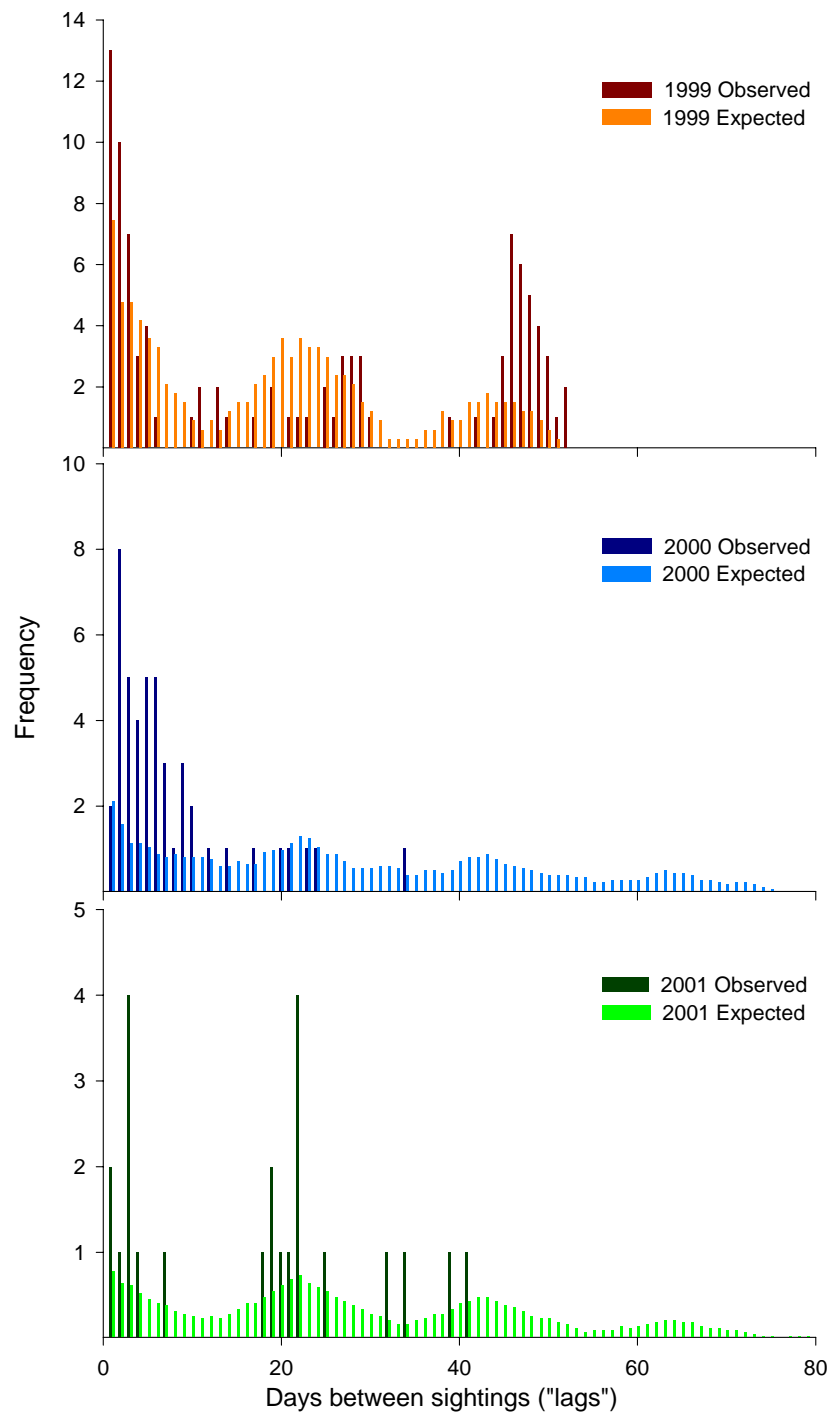 14
12
10
8
6
4
2
1999 Observed
1999 Expected
10
8
6
4
2
2000 Observed
2000 Expected
Frequency
5
4
3
2
1
2001 Observed
2001 Expected
0 20 40 60 80
Days between sightings ("lags")